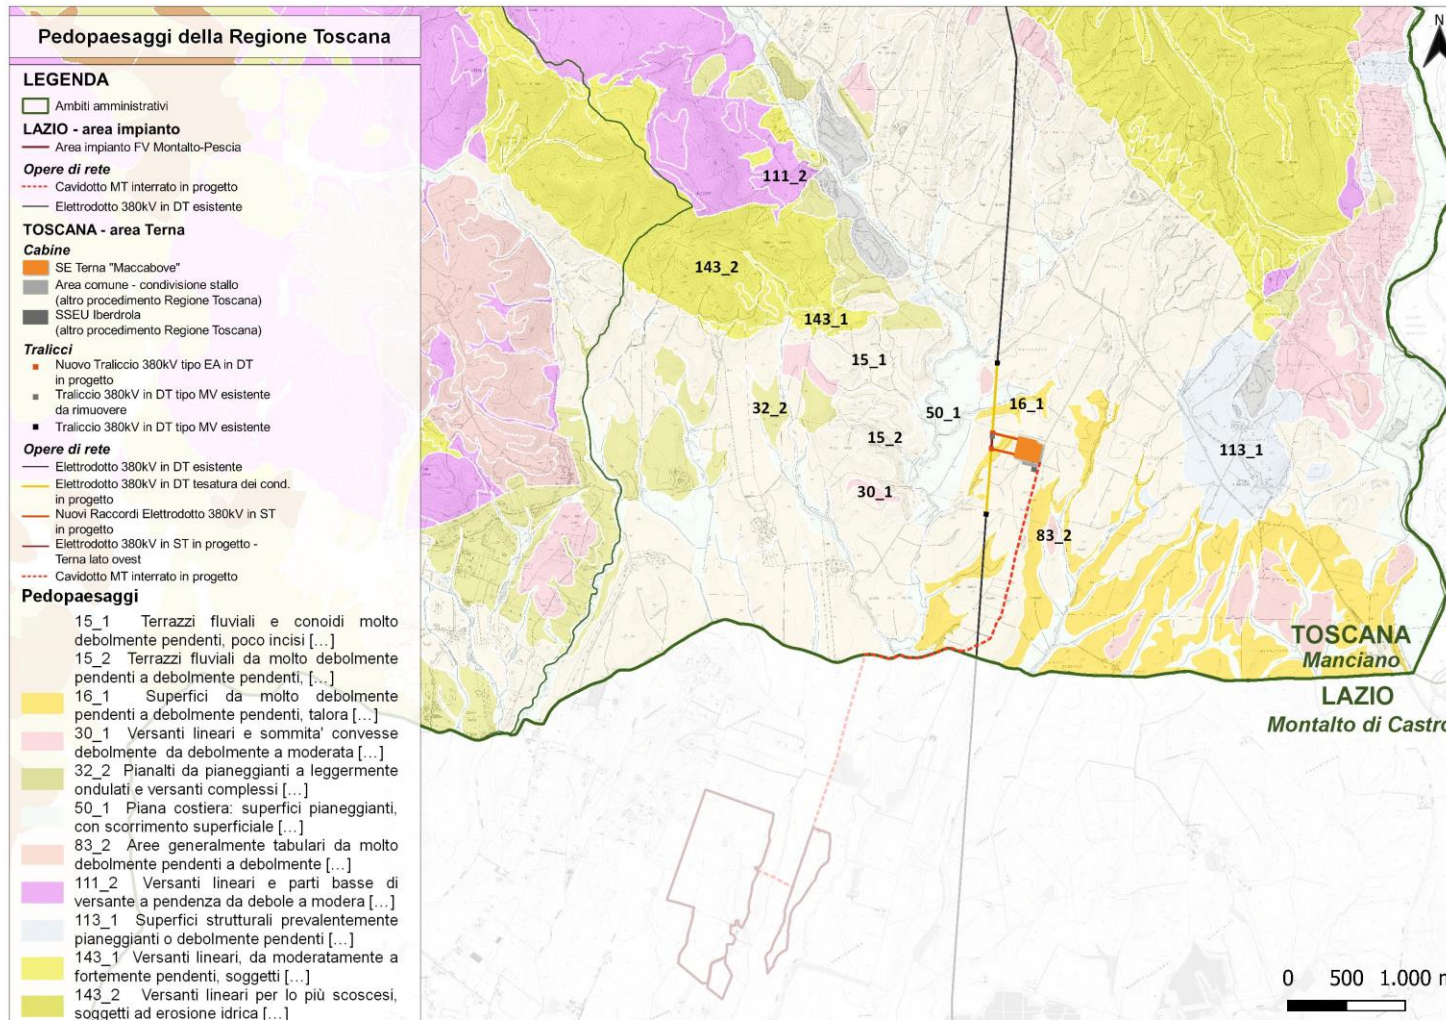 Pedopaesaggi della Regione Toscana
LEGENDA
Ambiti amministrativi
LAZIO - area impianto
Area impianto FV Montalto-Pescia
Opere di rete
Cavidotto MT interrato in progetto
Elettrodotto 380kV in DT esistente
TOSCANA - area Terna
Cabine
SE Terna "Maccabove"
Area comune - condivisione stallo
(altro procedimento Regione Toscana)
SSEU Iberdrola
(altro procedimento Regione Toscana)
Tralicci
Nuovo Traliccio 380kV tipo EA in DT
in progetto
Traliccio 380kV in DT tipo MV esistente
da rimuovere
Traliccio 380kV in DT tipo MV esistente
Opere di rete
Elettrodotto 380kV in DT esistente
Elettrodotto 380kV in DT tesatura dei cond.
in progetto
Nuovi Raccordi Elettrodotto 380kV in ST
in progetto
Elettrodotto 380kV in ST in progetto -
Terna lato ovest
Cavidotto MT interrato in progetto
Pedopaesaggi
15_1 Terrazzi fluviali e conoidi molto
debolmente pendenti, poco incisi [...]
15_2 Terrazzi fluviali da molto debolmente
pendenti a debolmente pendenti, [...]
16_1 Superfici da molto debolmente
pendenti a debolmente pendenti, talora [...]
30_1 Versanti lineari e sommita' convesse
debolmente da debolmente a moderata [...]
32_2 Pianalti da pianeggianti a leggermente
ondulati e versanti complessi [...]
50_1 Piana costiera: superfici pianeggianti,
con scorrimento superficiale [...]
83_2 Aree generalmente tabulari da molto
debolmente pendenti a debolmente [...]
111_2 Versanti lineari e parti basse di
versante a pendenza da debole a modera [...]
113_1 Superfici strutturali prevalentemente
pianeggianti o debolmente pendenti [...]
143_1 Versanti lineari, da moderatamente a
fortemente pendenti, soggetti [...]
143_2 Versanti lineari per lo più scoscesi,
soggetti ad erosione idrica [...]
N
111_2
143_2
143_1
15_1
32_2
50_1
16_1
15_2
113_1
30_1
83_2
TOSCANA
Manciano
LAZIO
Montalto di Castro
0 500 1.000 m